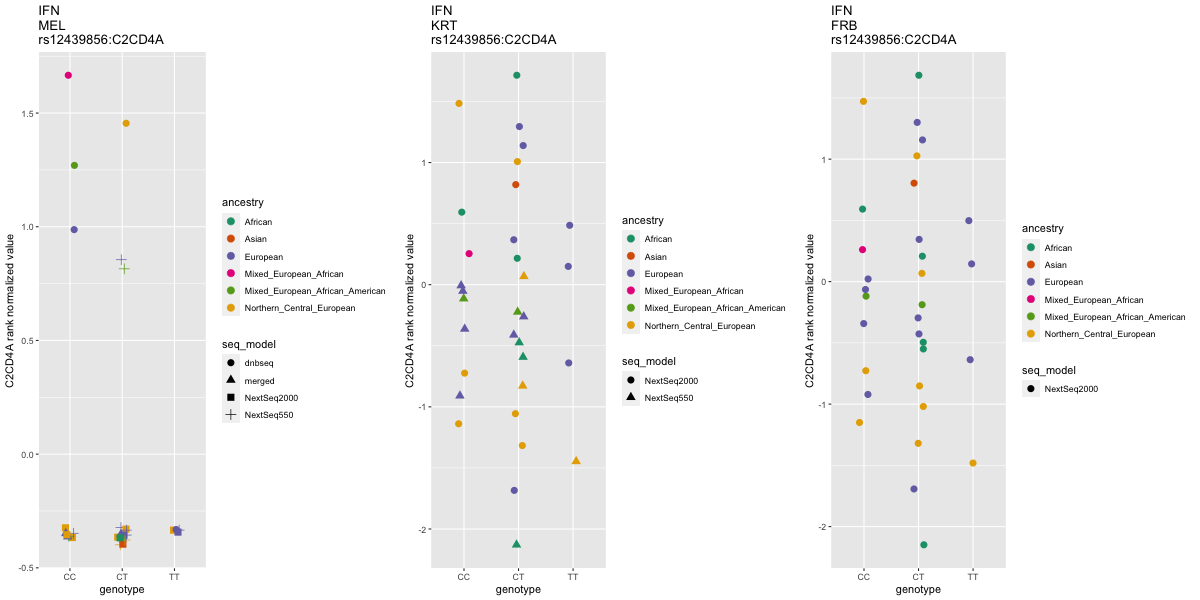 IFN
MEL
rs12439856:C2CD4A
C2CD4A rank normalized value
1.5
1.0
0.5
0.0
-0.5
CC
CT
TT
genotype
ancestry
African
Asian
European
Mixed_European_African
Mixed_European_African_American
Northern_Central_European
seq_model
dnbseq
merged
NextSeq2000
NextSeq550
IFN
KRT
rs12439856:C2CD4A
C2CD4A rank normalized value
1
0
-1
-2
CC
CT
TT
genotype
ancestry
African
Asian
European
Mixed_European_African
Mixed_European_African_American
Northern_Central_European
seq_model
NextSeq2000
NextSeq550
IFN
FRB
rs12439856:C2CD4A
C2CD4A rank normalized value
1
0
-1
-2
CC
CT
TT
genotype
ancestry
African
Asian
European
Mixed_European_African
Mixed_European_African_American
Northern_Central_European
seq_model
NextSeq2000